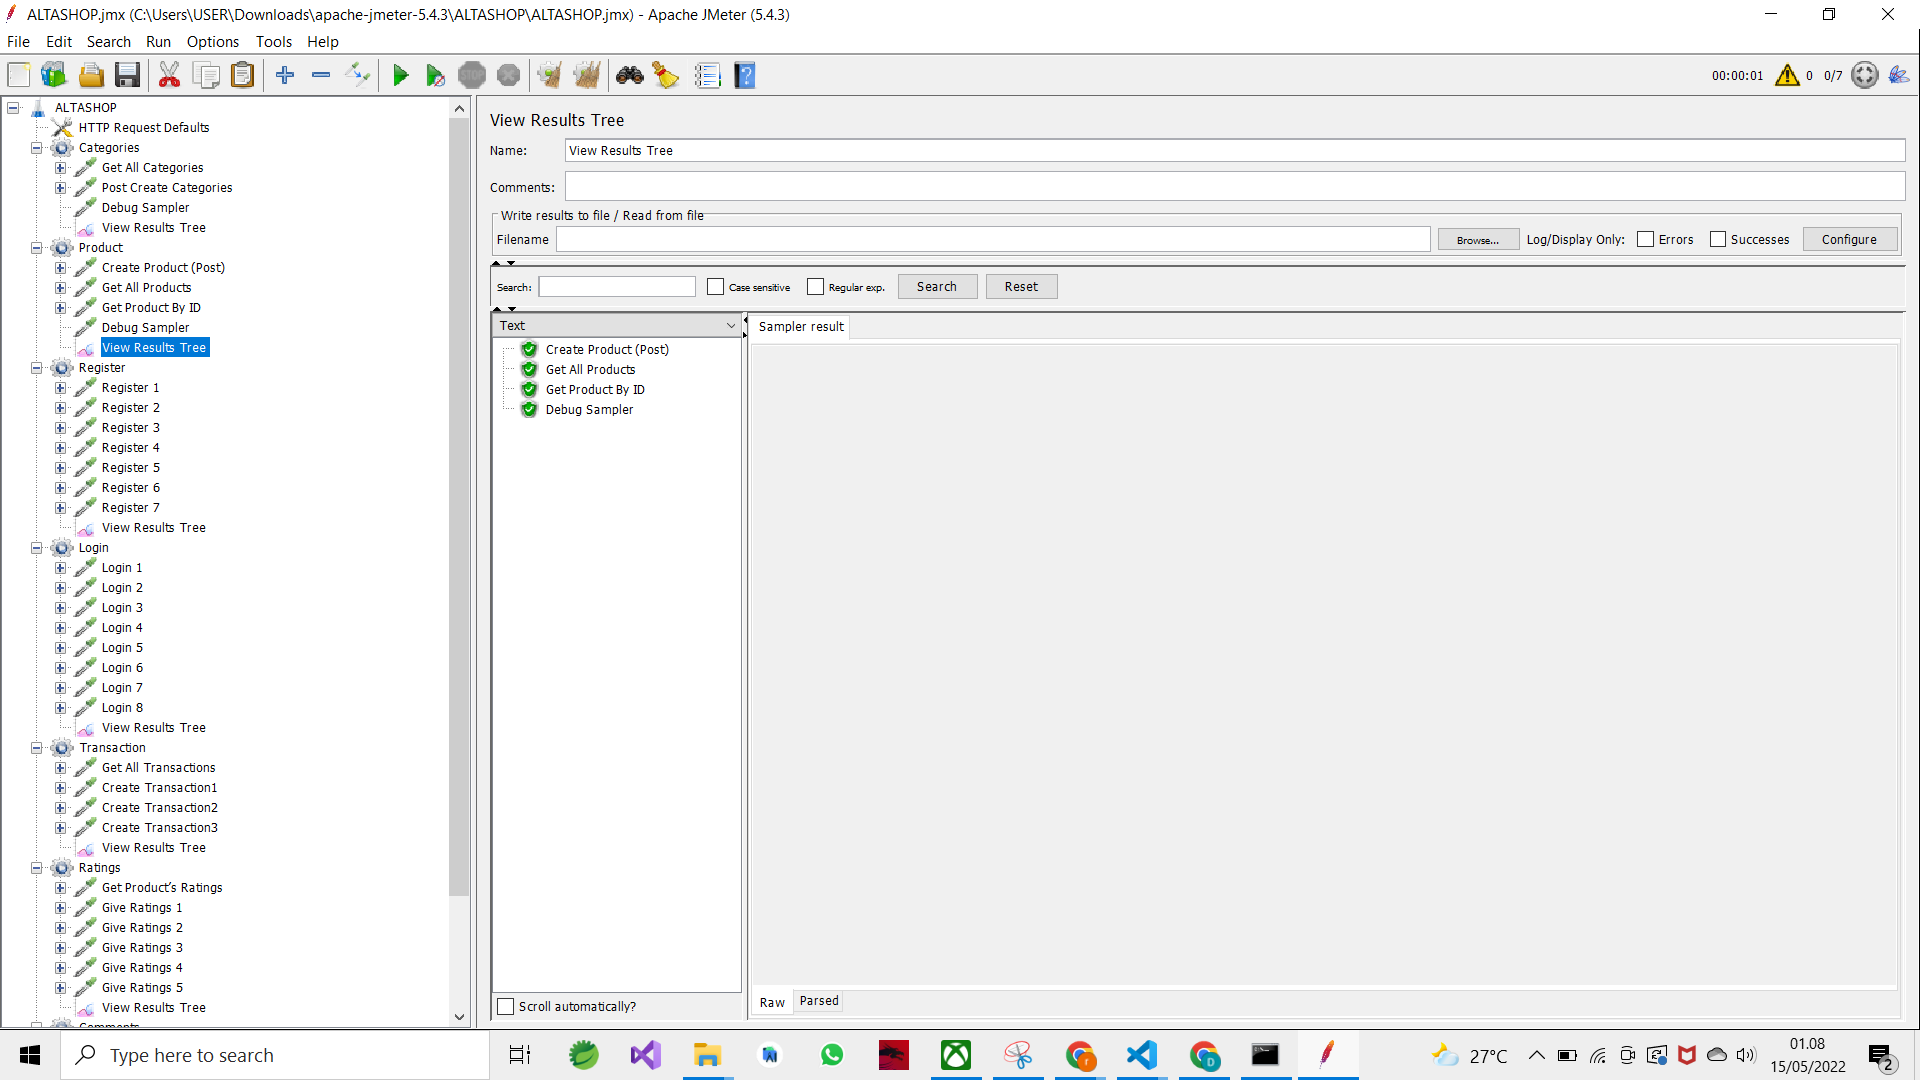 ALTASHOP.jmx (C:\Users\USER\Downloads\apache-jmeter-5.4.3\ALTASHOP\ALTASHOP.jmx) - Apache JMeter (5.4.3)
File Edit Search Run Options Tools Help
STOP
00:00:01 0 0/7
ALTASHOP
HTTP Request Defaults
Categories
Get All Categories
Post Create Categories
Debug Sampler
View Results Tree
Product
Create Product (Post)
Get All Products
Get Product By ID
Debug Sampler
View Results Tree
Register
Register 1
Register 2
Register 3
Register 4
Register 5
Register 6
Register 7
View Results Tree
Login
Login 1
Login 2
Login 3
Login 4
Login 5
Login 6
Login 7
Login 8
View Results Tree
Transaction
Get All Transactions
Create Transaction1
Create Transaction2
Create Transaction3
View Results Tree
Ratings
Get Product's Ratings
Give Ratings 1
Give Ratings 2
Give Ratings 3
Give Ratings 4
Give Ratings 5
View Results Tree
Comments
View Results Tree
Name: View Results Tree
Comments:
Write results to file / Read from file
Filename Browse... Log/Display Only: Errors Successes Configure
Search: Case sensitive Regular exp. Search Reset
Text
Create Product (Post)
Get All Products
Get Product By ID
Debug Sampler
Scroll automatically?
Sampler result
Raw Parsed
Type here to search
27°C
01.08
15/05/2022
2